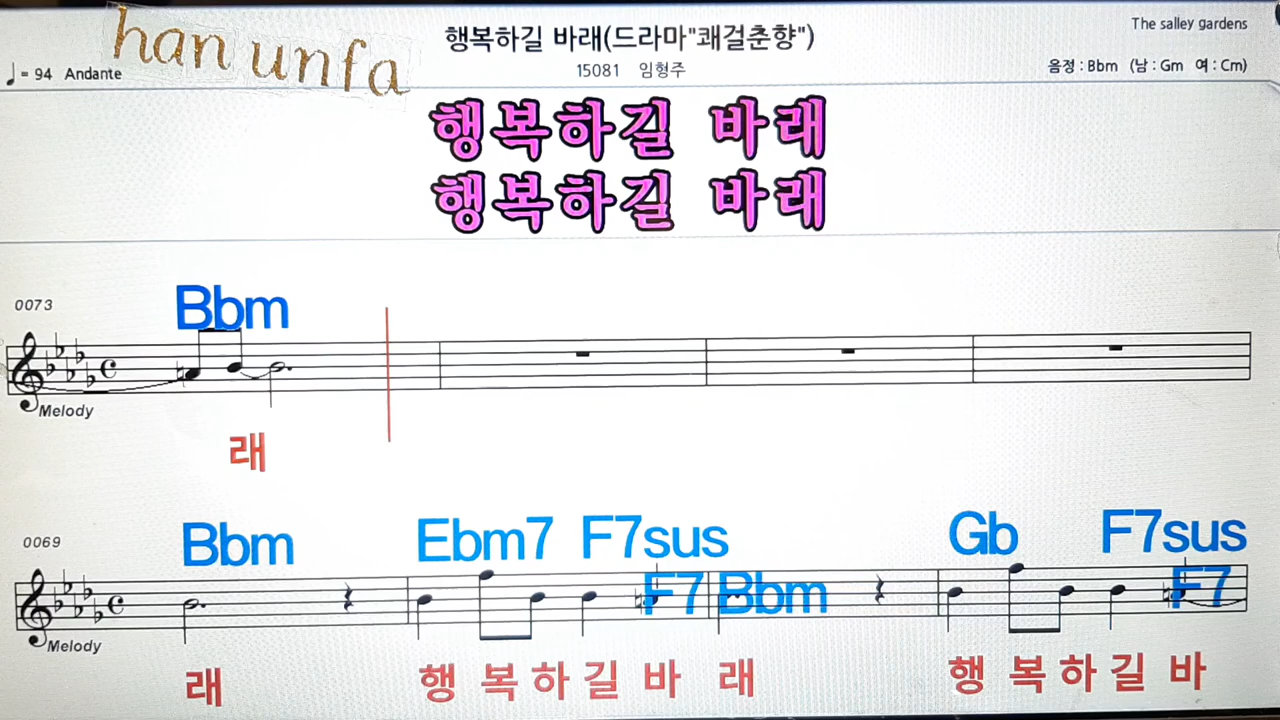 han unfa
행복하길 바래(드라마"쾌걸춘향")
The salley gardens
= 94 Andante
15081 임형주
음정 : Bbm (남 : Gm 여 : Cm)
행복하길 바래
행복하길 바래
0073
Bbm
Melody
래
0069
Bbm Ebm7 F7sus Gb F7sus
F7 Bbm F7
Melody
래 행 복 하 길 바 래 행 복 하 길 바